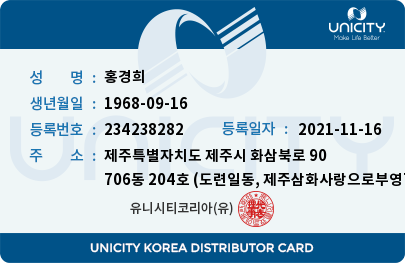 UNICITY
Make Life Better
성 명 : 홍경희
생년월일 : 1968-09-16
등록번호 : 234238282 등록일자 : 2021-11-16
주 소 : 제주특별자치도 제주시 화삼북로 90
706동 204호 (도련일동, 제주삼화사랑으로부영
유니시티코리아(유)
UNICITY
UNICITY KOREA DISTRIBUTOR CARD